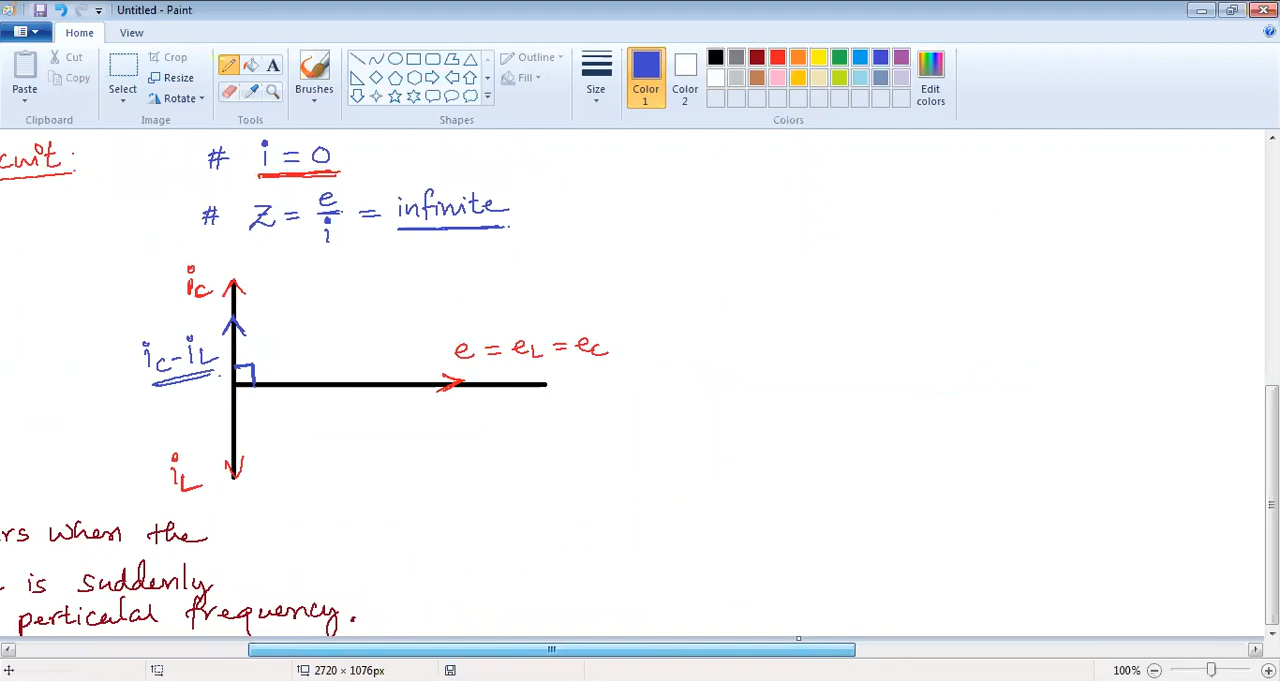 Untitled - Paint
Home View
Paste
Cut
Copy
Clipboard
Select
Crop
Resize
Rotate
Image
A
Tools
Brushes
Outline
Fill
Shapes
Size
Color 1
Color 2
Edit colors
Colors
# i = 0
# Z = e/i = infinite
iC
iC-iL
e = eL = eC
iL
rs when the
is suddenly
perticular frequency.
2720 × 1076px
100%